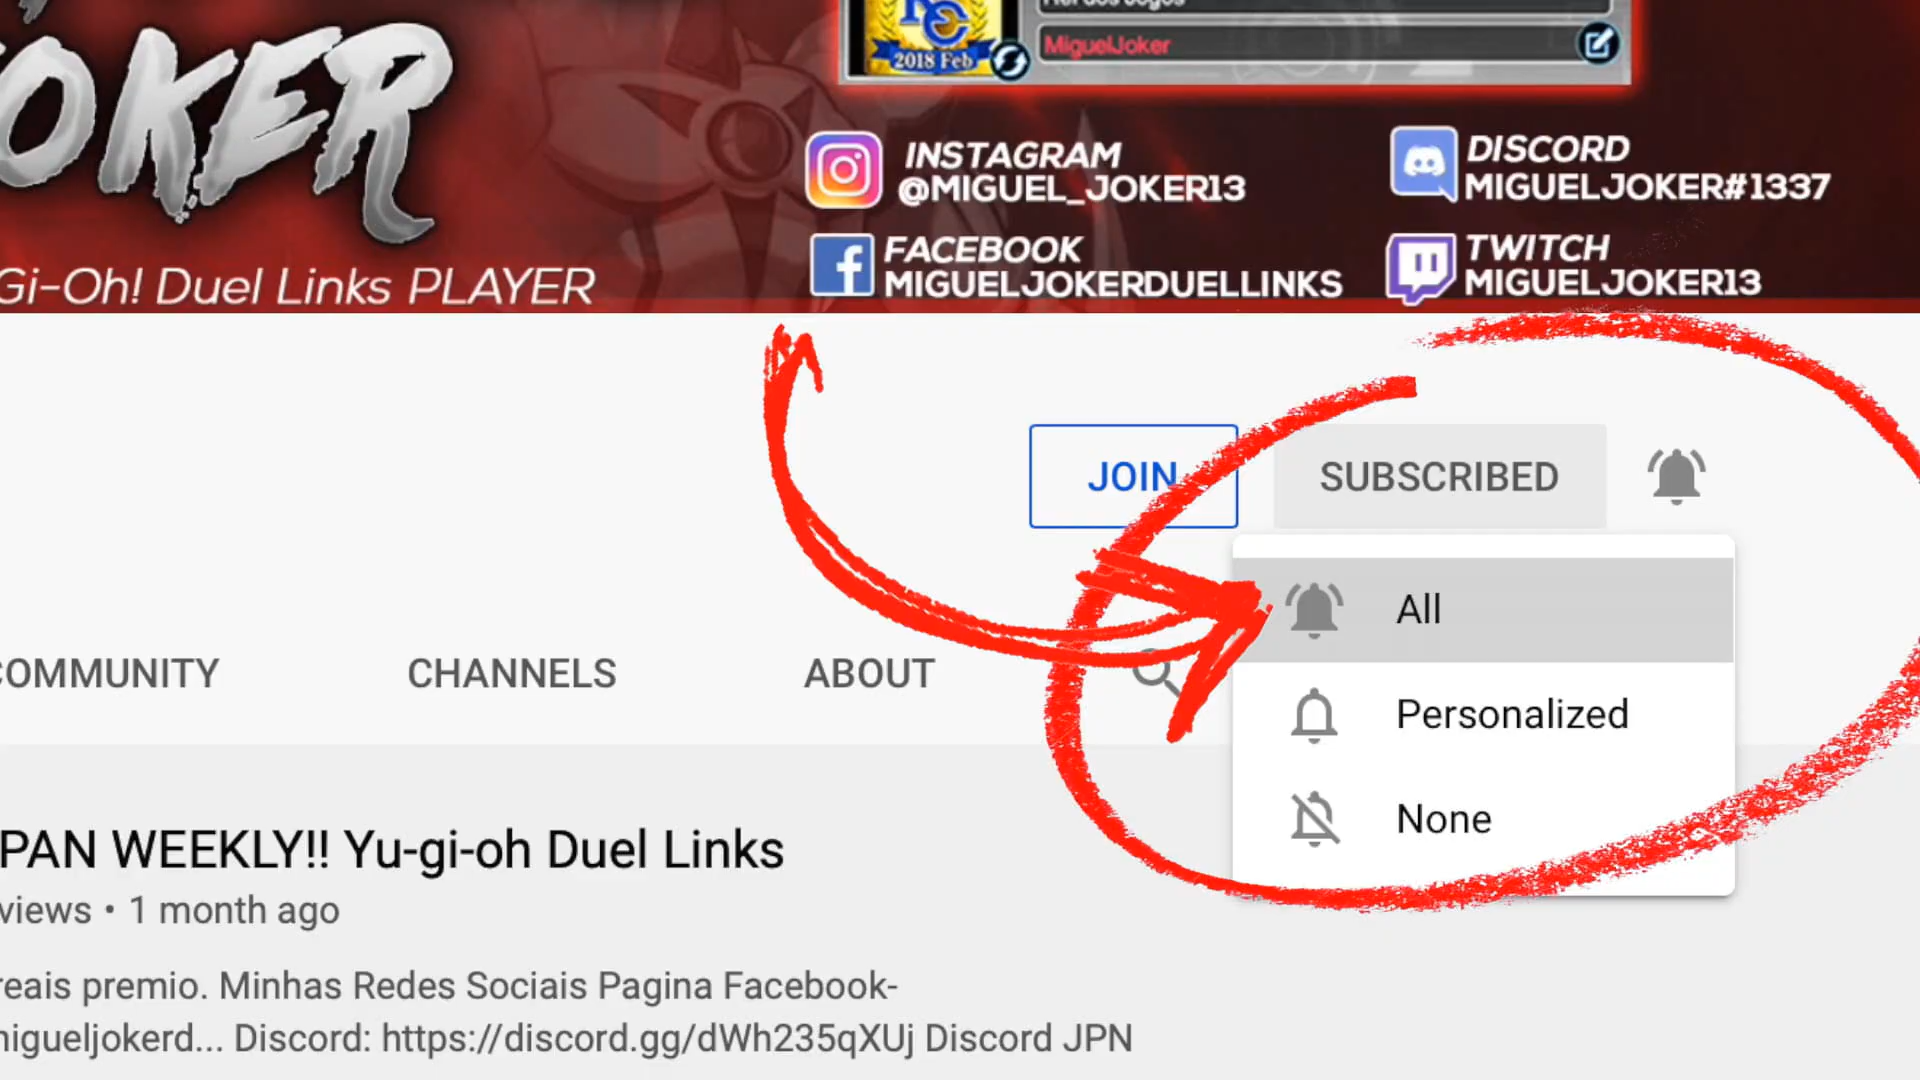 OKER
Gi-Oh! Duel Links PLAYER
2018 Feb
MiguelJoker
INSTAGRAM
@MIGUEL_JOKER13
DISCORD
MIGUELJOKER#1337
FACEBOOK
MIGUELJOKERDUELLINKS
TWITCH
MIGUELJOKER13
JOIN
SUBSCRIBED
All
Personalized
None
COMMUNITY
CHANNELS
ABOUT
PAN WEEKLY!! Yu-gi-oh Duel Links
views • 1 month ago
reais premio. Minhas Redes Sociais Pagina Facebook-
migueljokerd... Discord: https://discord.gg/dWh235qXUj Discord JPN